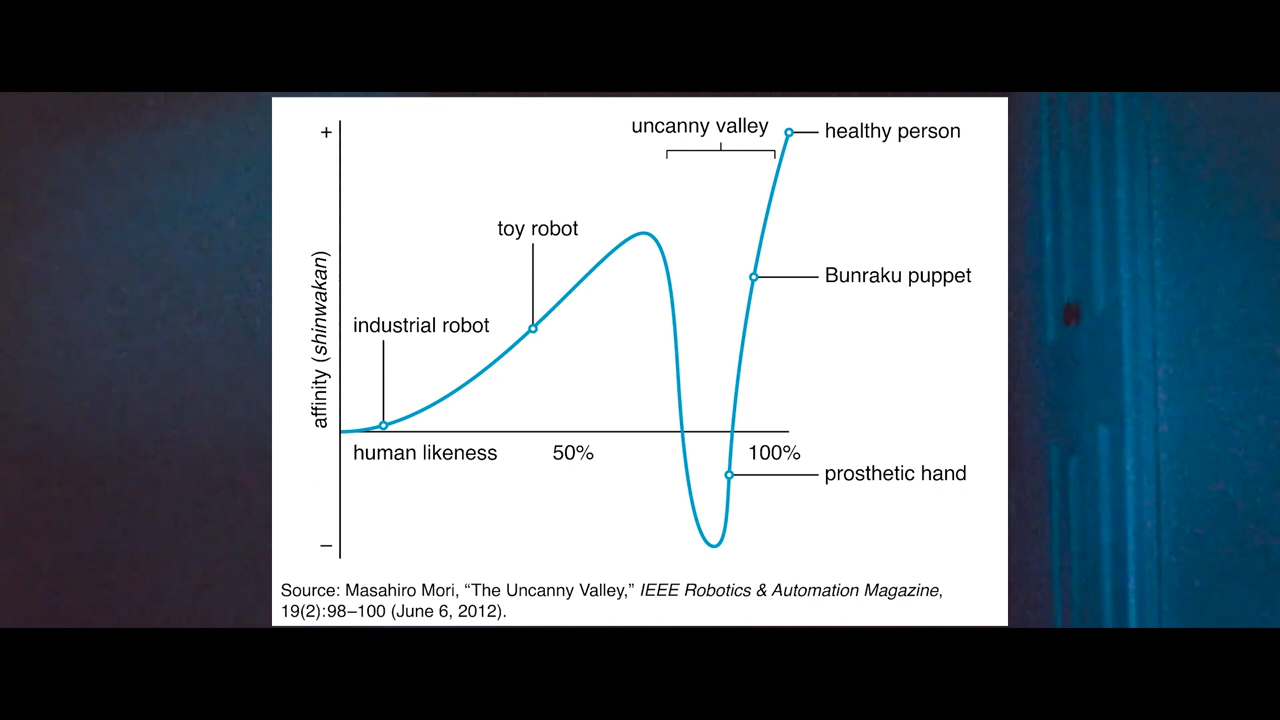 +
uncanny valley
healthy person
toy robot
Bunraku puppet
industrial robot
affinity (shinwakan)
human likeness
50%
100%
prosthetic hand
–
Source: Masahiro Mori, “The Uncanny Valley,” IEEE Robotics & Automation Magazine,
19(2):98–100 (June 6, 2012).